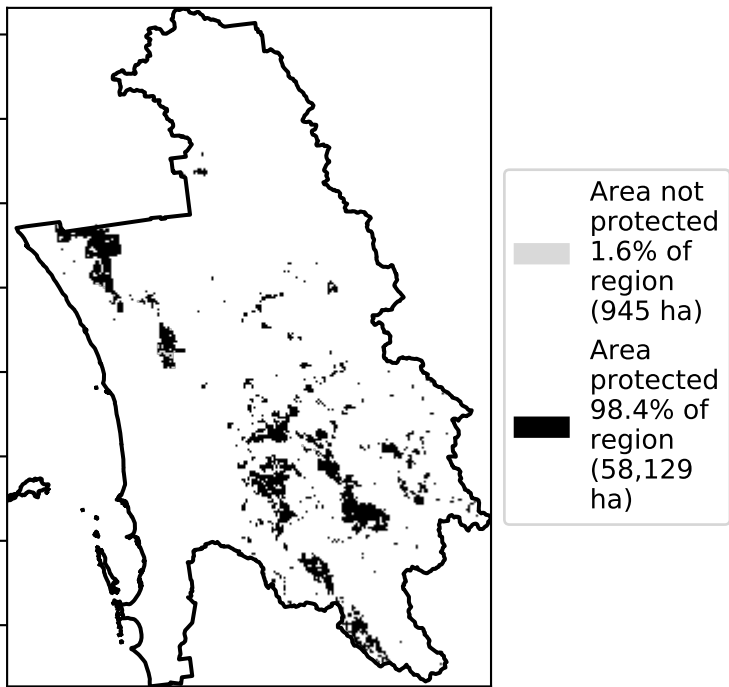 Area not
protected
1.6% of
region
(945 ha)
Area
protected
98.4% of
region
(58,129
ha)